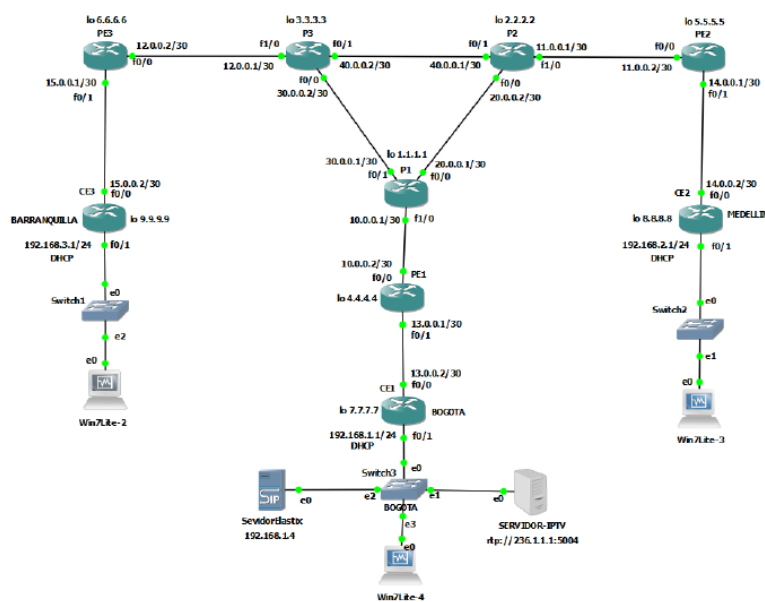 lo 6.6.6.6
PE3
12.0.0.2/30
f0/0
15.0.0.1/30
f0/1
lo 3.3.3.3
P3
f1/0
f0/1
12.0.0.1/30
40.0.0.2/30
f0/0
30.0.0.2/30
lo 2.2.2.2
P2
f0/1
11.0.0.1/30
40.0.0.1/30
f1/0
f0/0
20.0.0.2/30
lo 5.5.5.5
PE2
f0/0
11.0.0.2/30
14.0.0.1/30
f0/1
lo 1.1.1.1
30.0.0.1/30
20.0.0.1/30
f0/1
P1
f0/0
10.0.0.1/30
f1/0
15.0.0.2/30
CE3
f0/0
BARRANQUILLA
lo 9.9.9.9
192.168.3.1/24
f0/1
DHCP
e0
Switch1
e2
e0
Win7Lite-2
14.0.0.2/30
CE2
f0/0
lo 8.8.8.8
MEDELLIN
192.168.2.1/24
f0/1
DHCP
e0
Switch2
e1
e0
Win7Lite-3
10.0.0.2/30
PE1
f0/0
lo 4.4.4.4
13.0.0.1/30
f0/1
13.0.0.2/30
CE1
f0/0
lo 7.7.7.7
BOGOTA
192.168.1.1/24
f0/1
DHCP
Switch3
e0
SIP
e0
e2
e1
e0
BOGOTA
SevidorElastix
192.168.1.4
e3
e0
Win7Lite-4
SERVIDOR-IPTV
rtp://236.1.1.1:5004